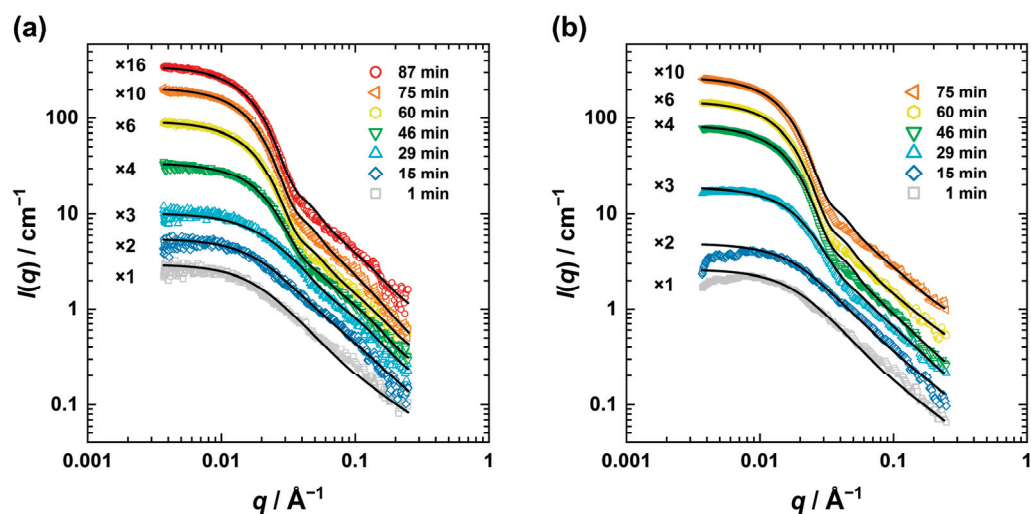 (a)
I(q) / cm⁻¹
100
10
1
0.1
×16
×10
×6
×4
×3
×2
×1
87 min
75 min
60 min
46 min
29 min
15 min
1 min
0.001
0.01
0.1
1
q / Å⁻¹
(b)
I(q) / cm⁻¹
100
10
1
0.1
×10
×6
×4
×3
×2
×1
75 min
60 min
46 min
29 min
15 min
1 min
0.001
0.01
0.1
1
q / Å⁻¹